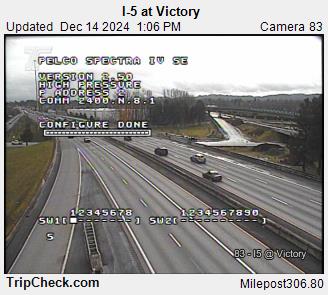 I-5 at Victory
Updated Dec 14 2024 1:06 PM Camera 83
PELCO SPECTRA IV SE
VERSION 2.50
HIGH PRESSURE
P ADDRESS 2
COMM 2400,N,8,1
CONFIGURE DONE
12345678 1234567890
SW1 SW2
S
83 - I5 @ Victory
TripCheck.com Milepost306.80